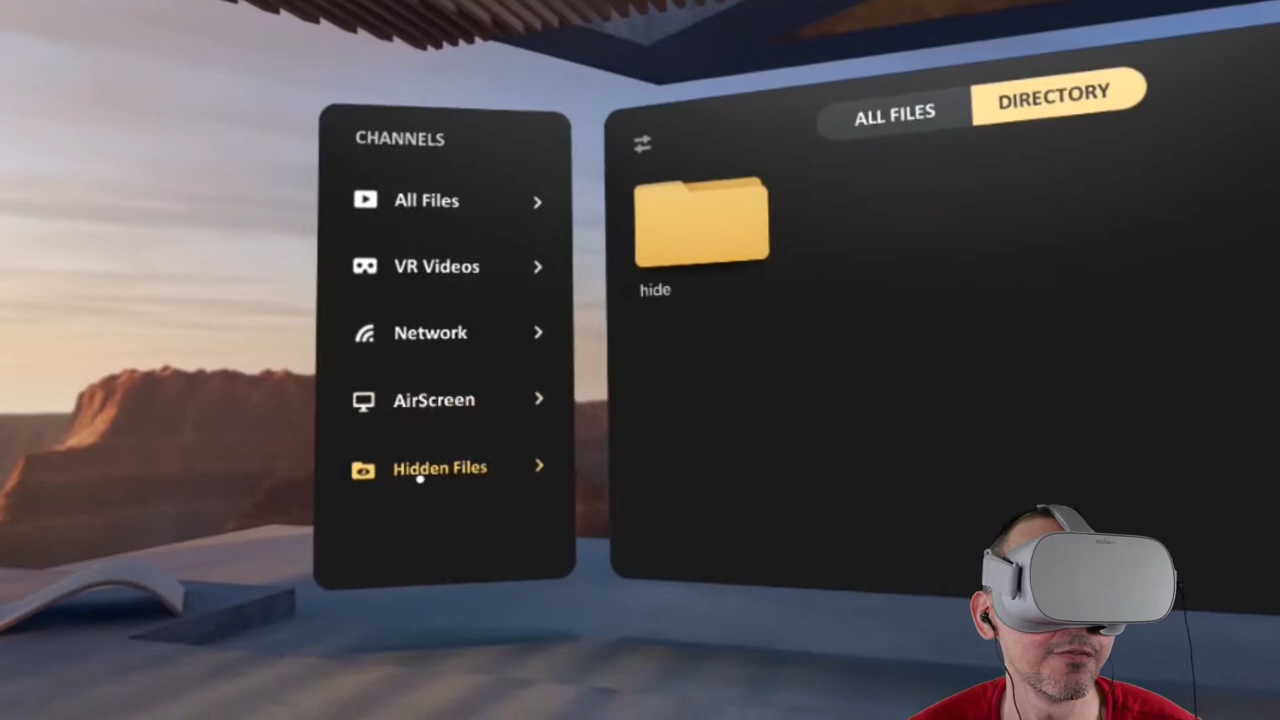 CHANNELS
All Files
VR Videos
Network
AirScreen
Hidden Files
ALL FILES
DIRECTORY
hide